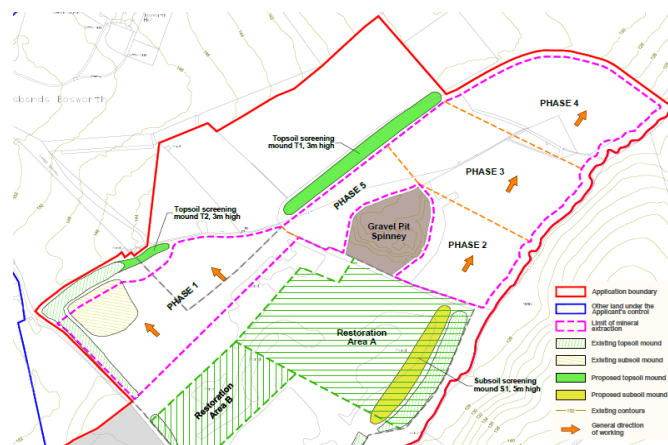 sbonds Bosworth
PHASE 4
Topsoil screening
mound T1, 3m high
PHASE 3
PHASE 5
Topsoil screening
mound T2, 3m high
Gravel Pit
Spinney
PHASE 2
PHASE 1
Restoration
Area A
Subsoil screening
mound S1, 5m high
Restoration
Area B
Application boundary
Other land under the
Applicant's control
Limit of mineral
extraction
Existing topsoil mound
Existing subsoil mound
Proposed topsoil mound
Proposed subsoil mound
Existing contours
General direction
of working